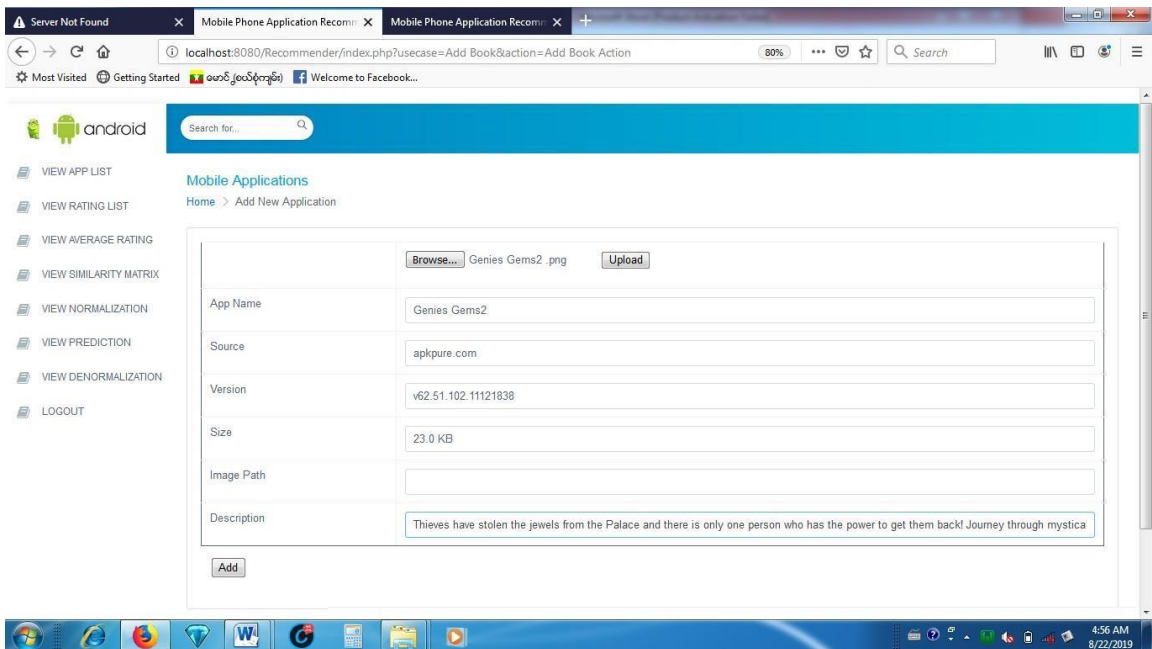 Server Not Found
Mobile Phone Application Recomm
Mobile Phone Application Recomm
localhost:8080/Recommender/index.php?usecase=Add Book&action=Add Book Action
80%
Search
Most Visited
Getting Started
Welcome to Facebook...
android
Search for...
VIEW APP LIST
VIEW RATING LIST
VIEW AVERAGE RATING
VIEW SIMILARITY MATRIX
VIEW NORMALIZATION
VIEW PREDICTION
VIEW DENORMALIZATION
LOGOUT
Mobile Applications
Home > Add New Application
Browse... Genies Gems2 .png Upload
App Name Genies Gems2
Source apkpure.com
Version v62.51.102.11121838
Size 23.0 KB
Image Path
Description Thieves have stolen the jewels from the Palace and there is only one person who has the power to get them back! Journey through mystica
Add
4:56 AM
8/22/2019